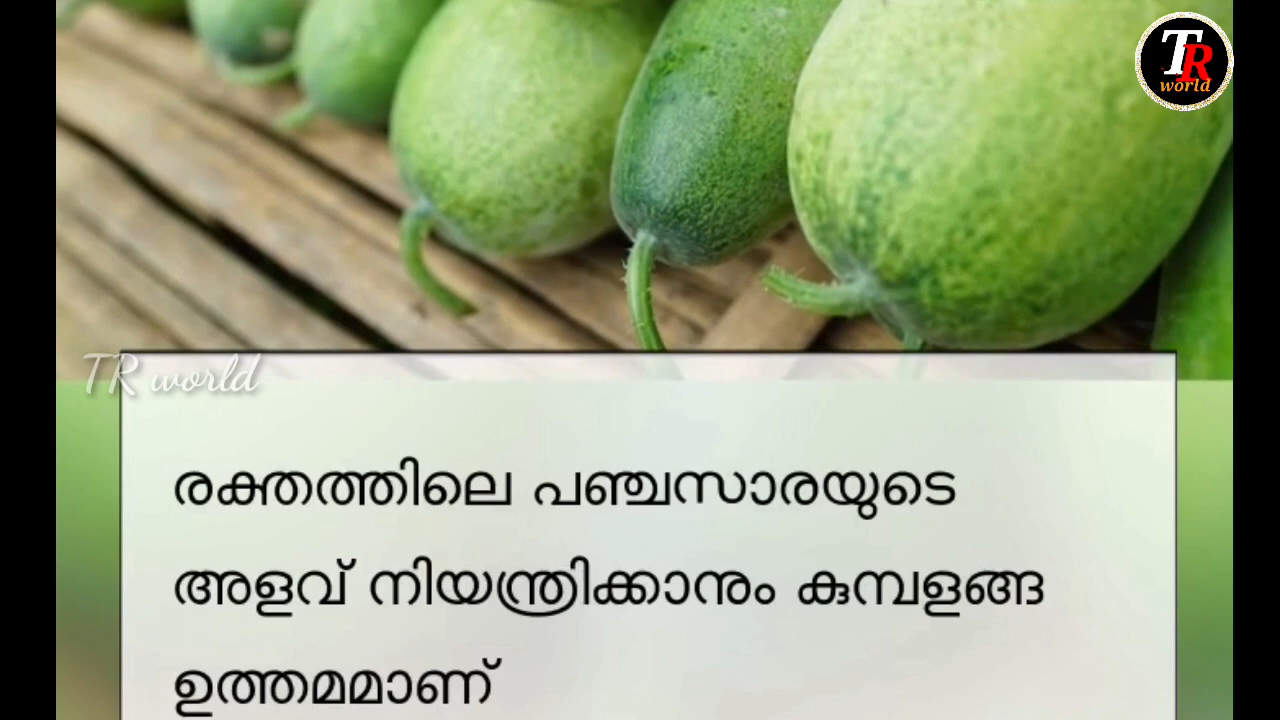 TR
world
TR world
രക്തത്തിലെ പഞ്ചസാരയുടെ
അളവ് നിയന്ത്രിക്കാനും കുമ്പളങ്ങ
ഉത്തമമാണ്